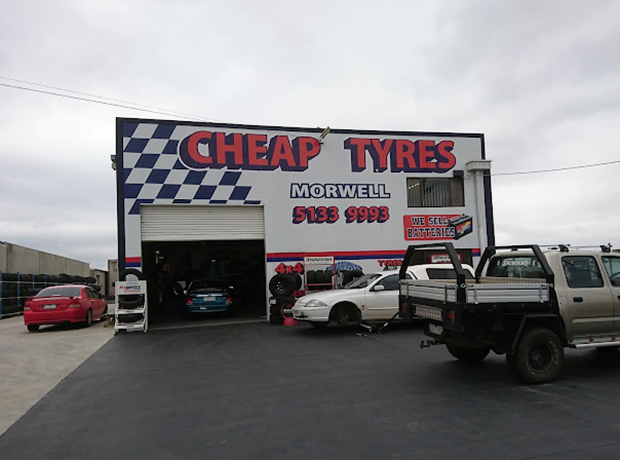 CHEAP TYRES
MORWELL
5133 9993
WE SELL
BATTERIES
4x4
TYRES